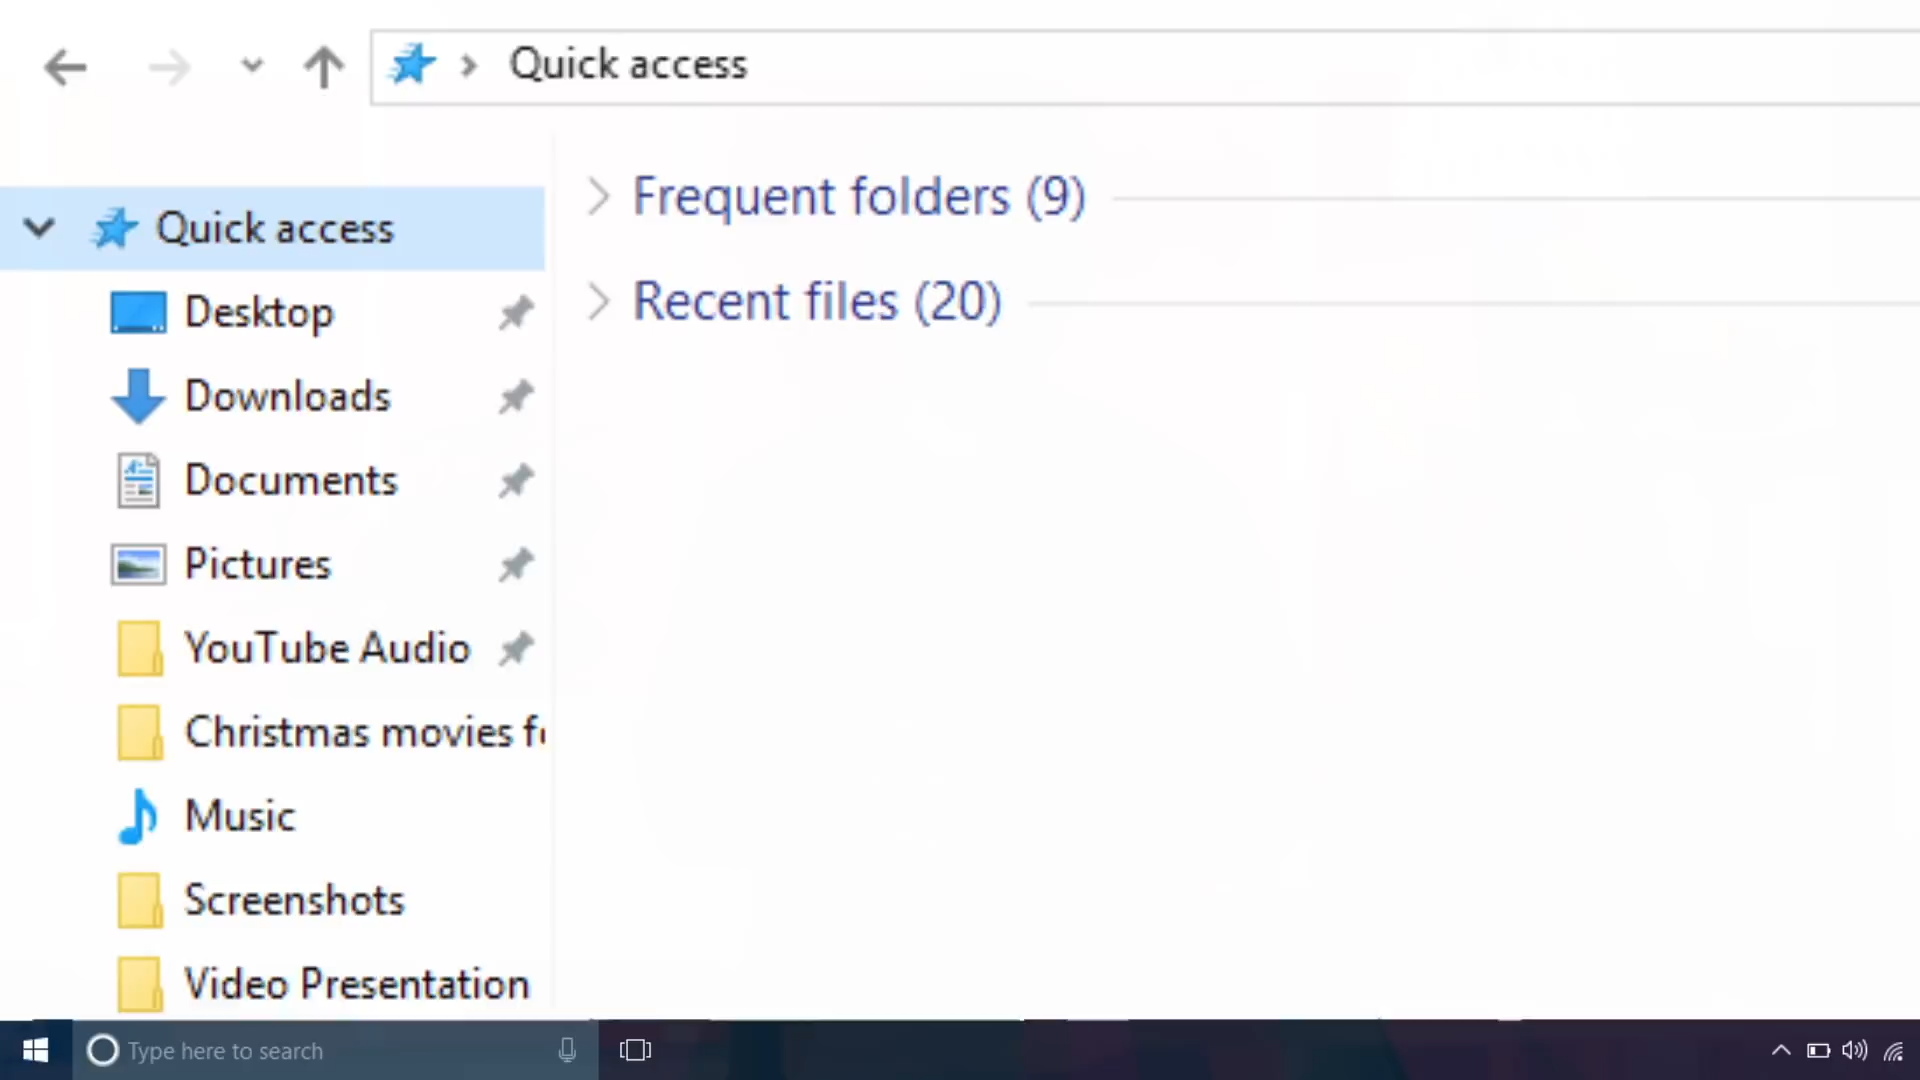 Quick access
Frequent folders (9)
Recent files (20)
Quick access
Desktop
Downloads
Documents
Pictures
YouTube Audio
Christmas movies
Music
Screenshots
Video Presentation
Type here to search